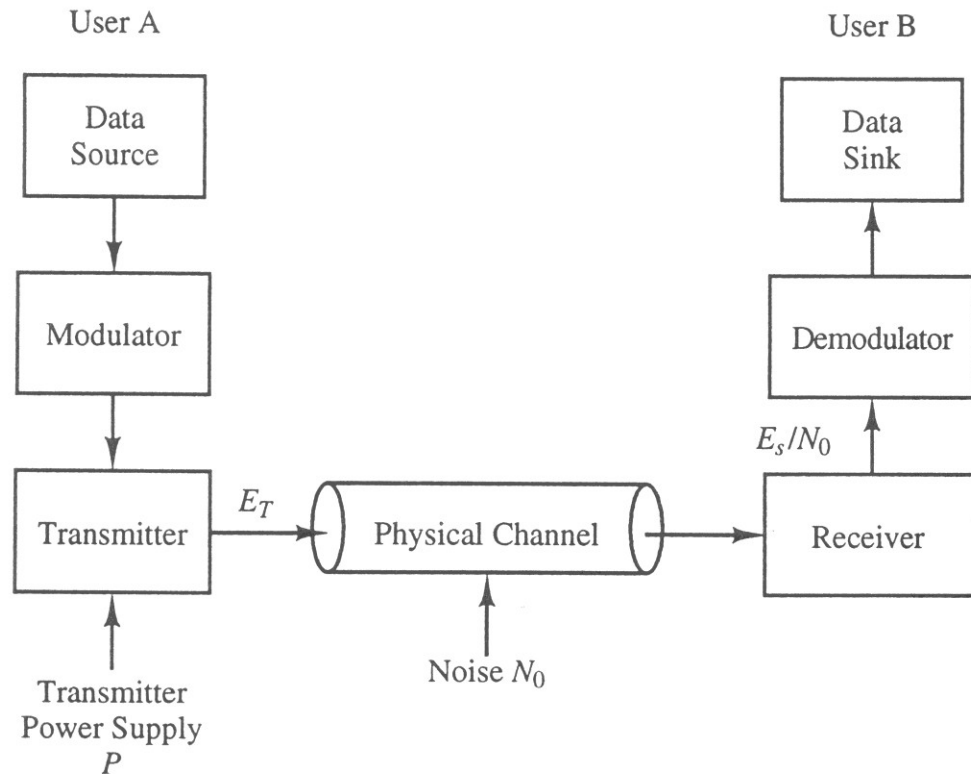 User A
User B
Data
Source
Data
Sink
Modulator
Demodulator
E_s/N_0
Transmitter
E_T
Physical Channel
Receiver
Noise N_0
Transmitter
Power Supply
P